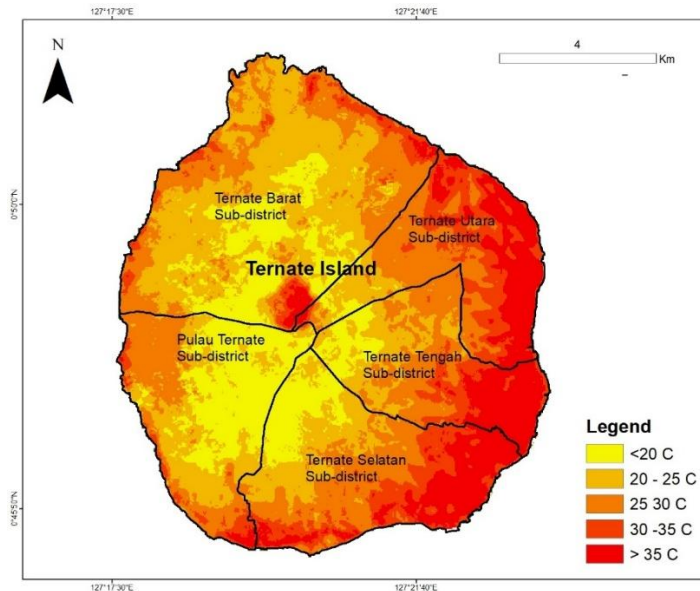 127°17'30"E
127°21'40"E
N
4
Km
0°50'0"N
Ternate Barat
Sub-district
Ternate Utara
Sub-district
Ternate Island
Pulau Ternate
Sub-district
Ternate Tengah
Sub-district
Ternate Selatan
Sub-district
Legend
<20 C
20 - 25 C
25 30 C
30 -35 C
> 35 C
0°45'50"N
127°17'30"E
127°21'40"E